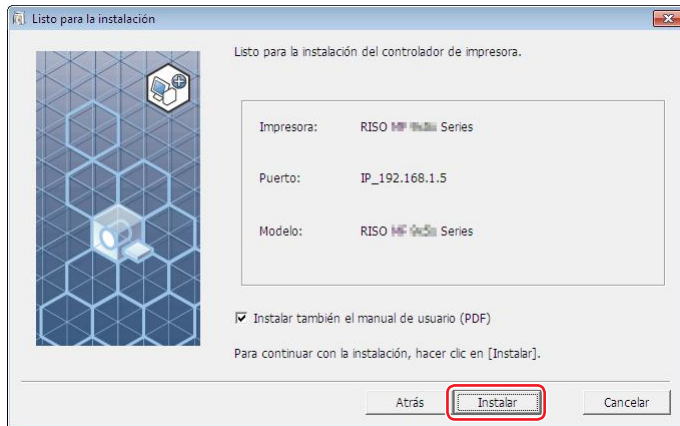 Listo para la instalación
Listo para la instalación del controlador de impresora.
Impresora: RISO Series
Puerto: IP_192.168.1.5
Modelo: RISO Series
Instalar también el manual de usuario (PDF)
Para continuar con la instalación, hacer clic en [Instalar].
Atrás Instalar Cancelar